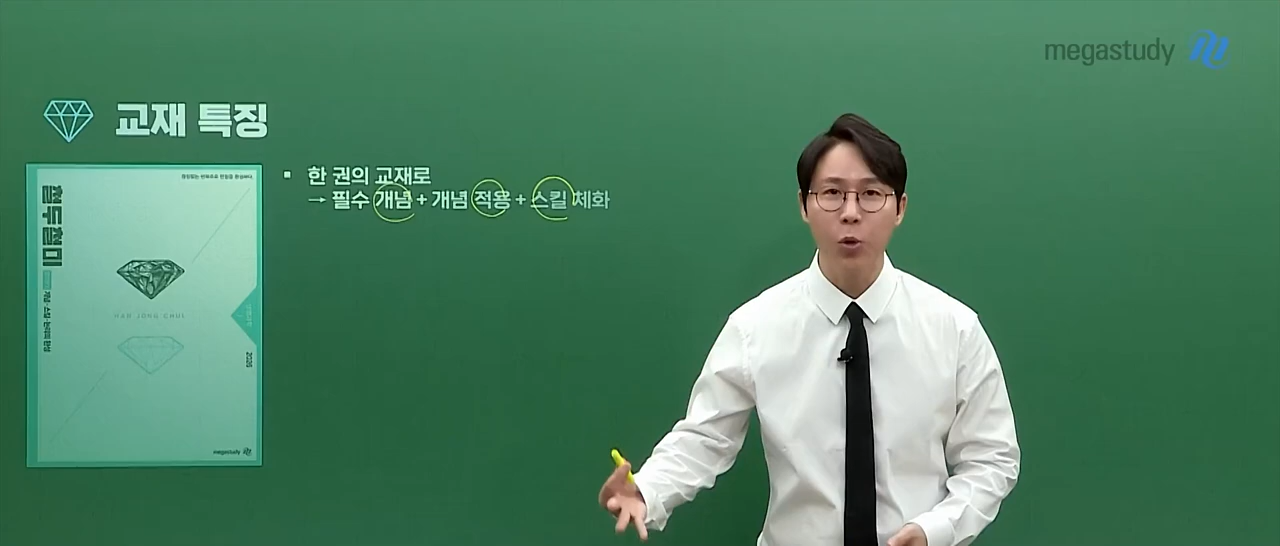 megastudy
교재 특징
한 권의 교재로
→ 필수 개념 + 개념 적용 + 스킬 체화
철두철미
HAN JONG CHUL
2026
megastudy